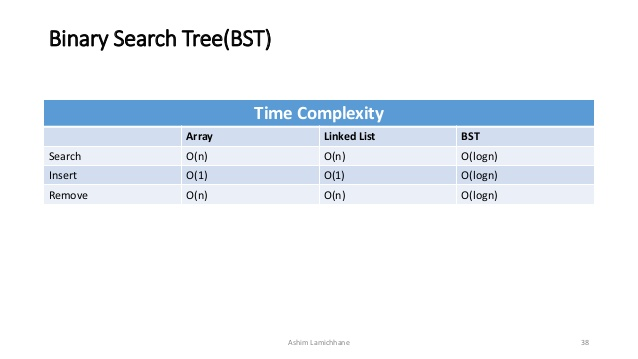 Binary Search Tree(BST)
Time Complexity
Array Linked List BST
Search O(n) O(n) O(logn)
Insert O(1) O(1) O(logn)
Remove O(n) O(n) O(logn)
Ashim Lamichhane 38